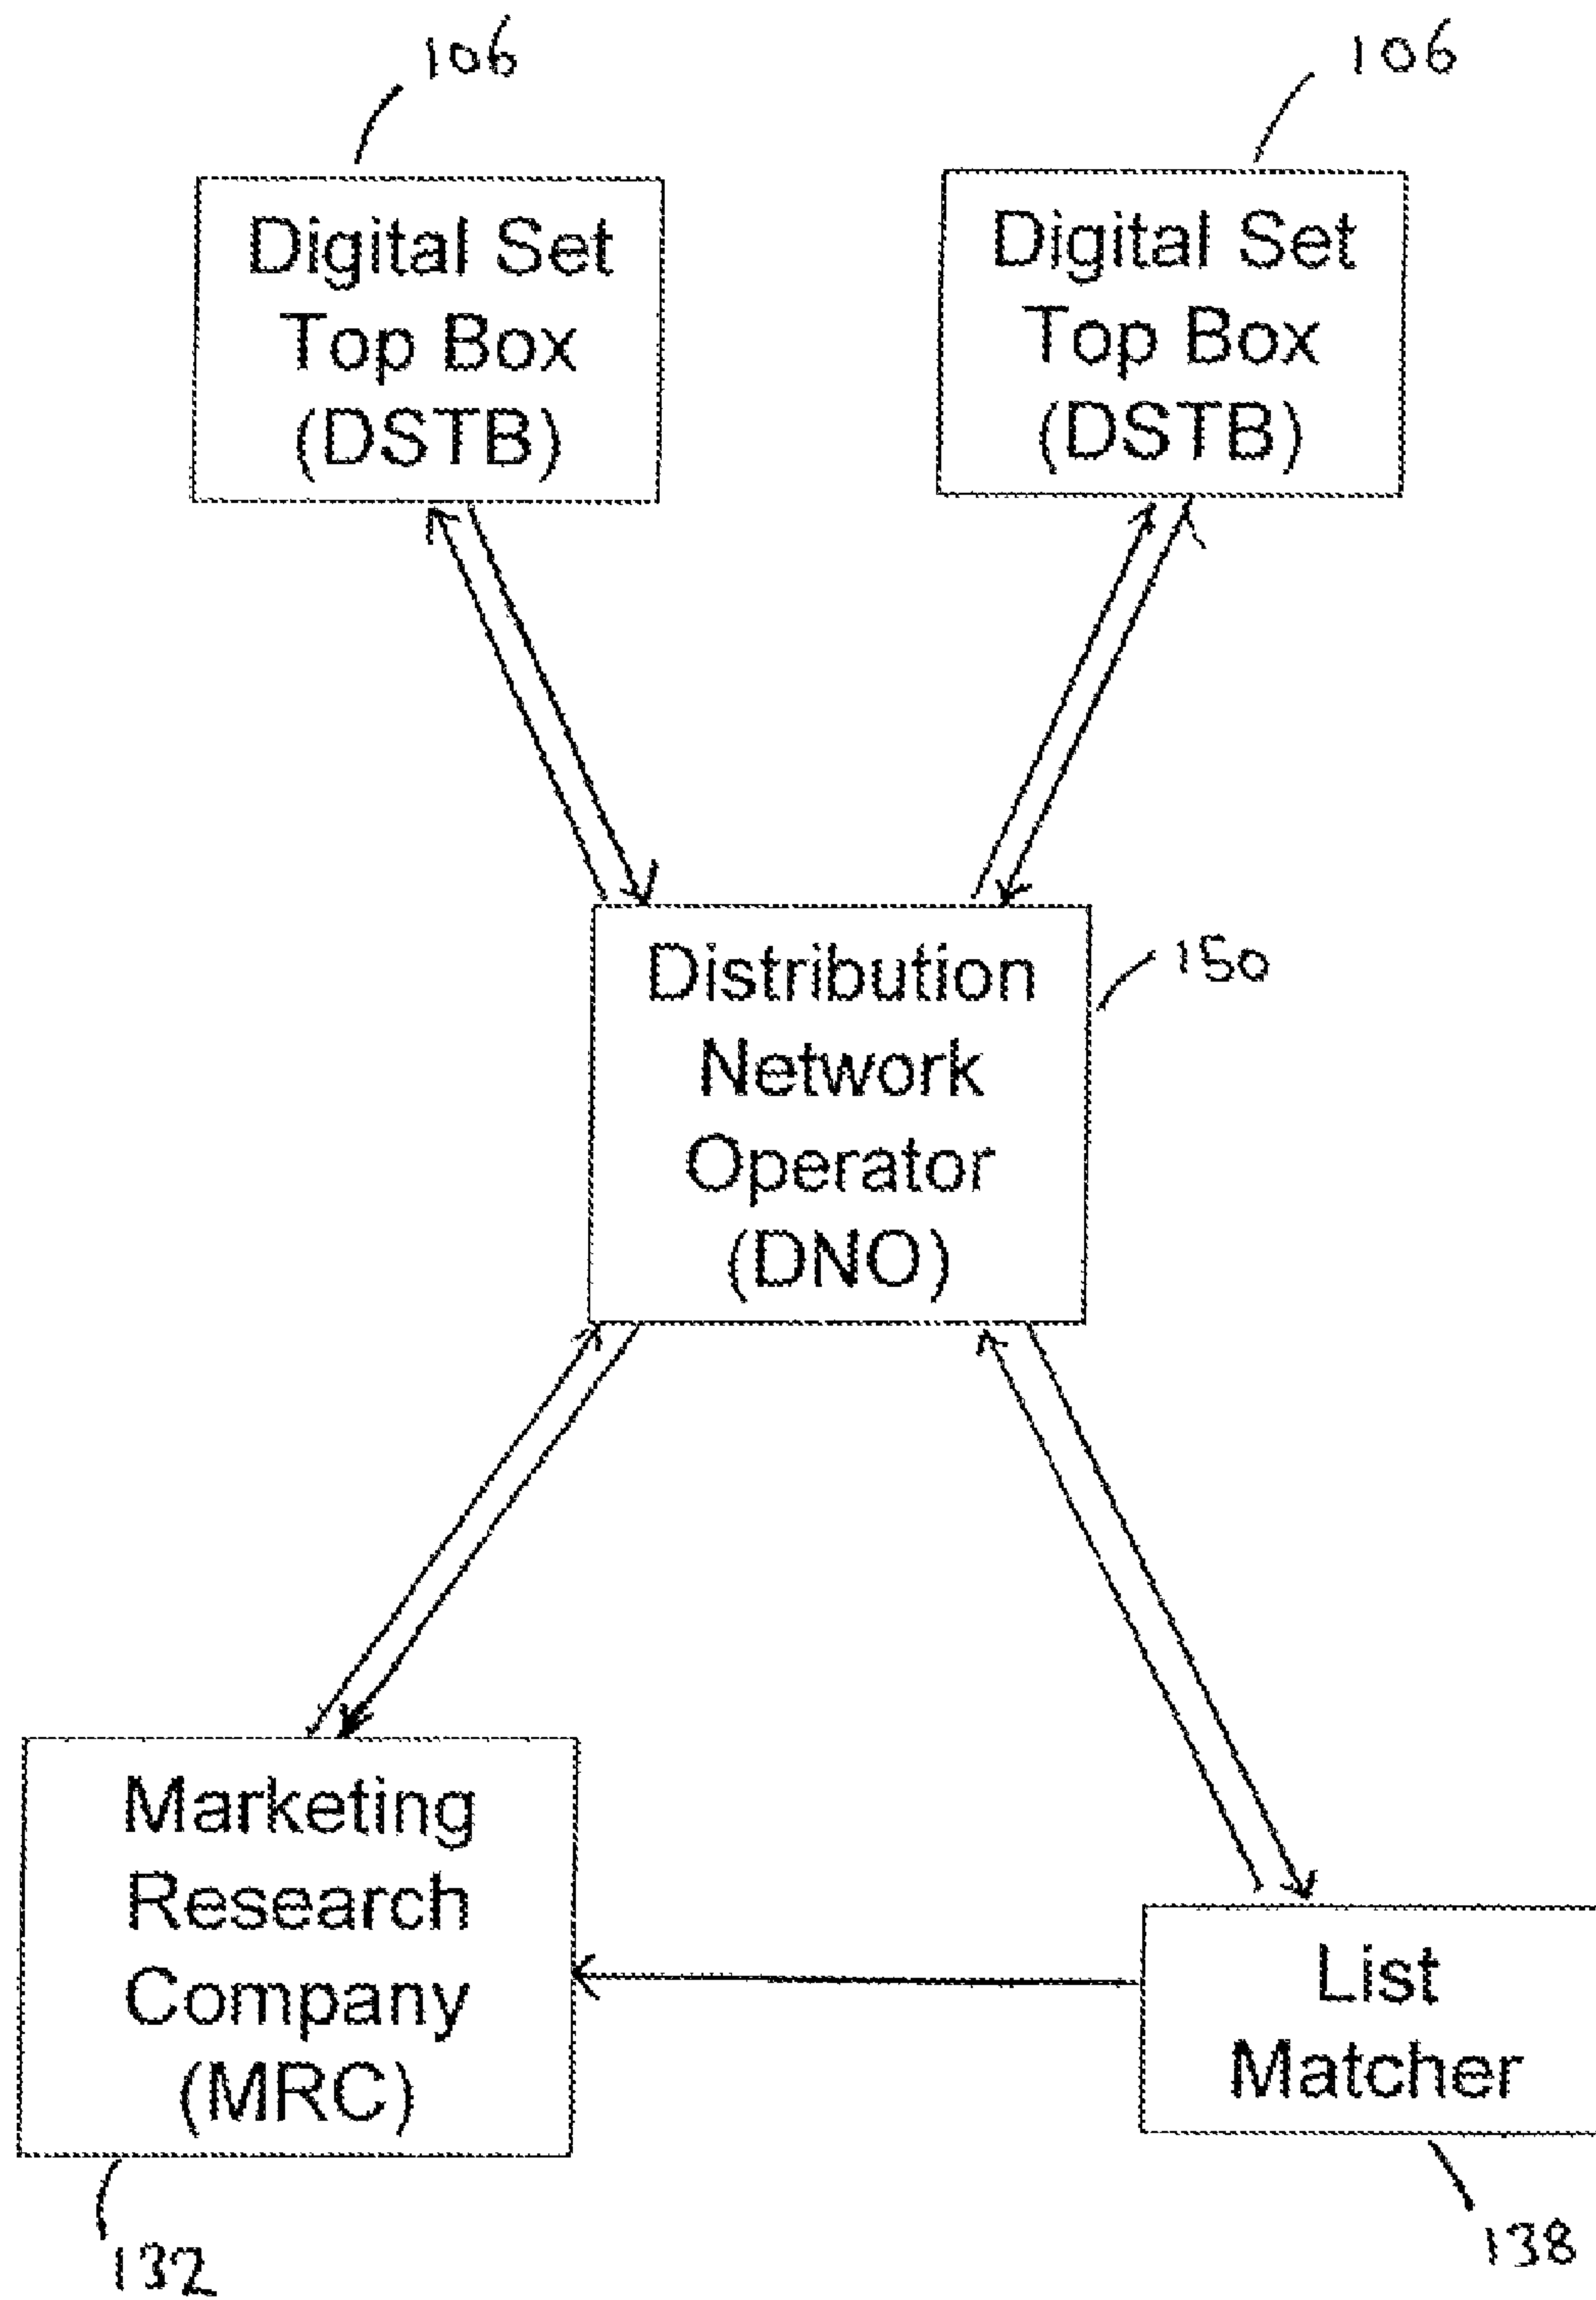 106
106
Digital Set
Top Box
(DSTB)
Digital Set
Top Box
(DSTB)
Distribution
Network
Operator
(DNO)
150
Marketing
Research
Company
(MRC)
List
Matcher
132
138